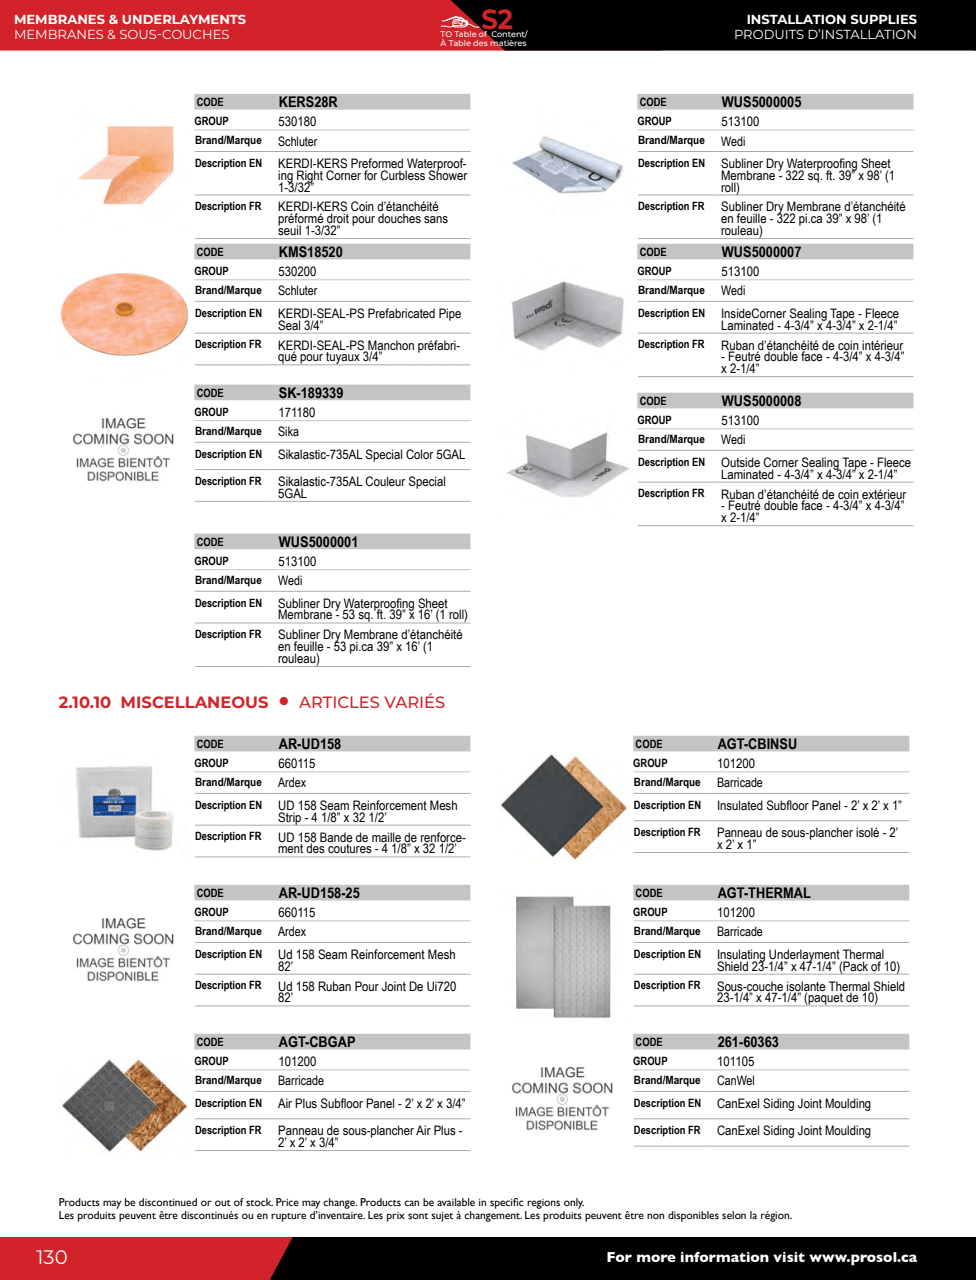 MEMBRANES & UNDERLAYMENTS
MEMBRANES & SOUS-COUCHES
S2
TO Table of Content/
À Table des matières
INSTALLATION SUPPLIES
PRODUITS D'INSTALLATION
CODE KERS28R
GROUP 530180
Brand/Marque Schluter
Description EN KERDI-KERS Preformed Waterproof-
ing Right Corner for Curbless Shower
1-3/32"
Description FR KERDI-KERS Coin d'étanchéité
préformé droit pour douches sans
seuil 1-3/32"
CODE KMS18520
GROUP 530200
Brand/Marque Schluter
Description EN KERDI-SEAL-PS Prefabricated Pipe
Seal 3/4"
Description FR KERDI-SEAL-PS Manchon préfabri-
qué pour tuyaux 3/4"
IMAGE
COMING SOON
IMAGE BIENTÔT
DISPONIBLE
CODE SK-189339
GROUP 171180
Brand/Marque Sika
Description EN Sikalastic-735AL Special Color 5GAL
Description FR Sikalastic-735AL Couleur Special
5GAL
CODE WUS5000001
GROUP 513100
Brand/Marque Wedi
Description EN Subliner Dry Waterproofing Sheet
Membrane - 53 sq. ft. 39" x 16' (1 roll)
Description FR Subliner Dry Membrane d'étanchéité
en feuille - 53 pi.ca 39" x 16' (1
rouleau)
CODE WUS5000005
GROUP 513100
Brand/Marque Wedi
Description EN Subliner Dry Waterproofing Sheet
Membrane - 322 sq. ft. 39" x 98' (1
roll)
Description FR Subliner Dry Membrane d'étanchéité
en feuille - 322 pi.ca 39" x 98' (1
rouleau)
...wedi
CODE WUS5000007
GROUP 513100
Brand/Marque Wedi
Description EN InsideCorner Sealing Tape - Fleece
Laminated - 4-3/4" x 4-3/4" x 2-1/4"
Description FR Ruban d'étanchéité de coin intérieur
- Feutré double face - 4-3/4" x 4-3/4"
x 2-1/4"
CODE WUS5000008
GROUP 513100
Brand/Marque Wedi
Description EN Outside Corner Sealing Tape - Fleece
Laminated - 4-3/4" x 4-3/4" x 2-1/4"
Description FR Ruban d'étanchéité de coin extérieur
- Feutré double face - 4-3/4" x 4-3/4"
x 2-1/4"
2.10.10 MISCELLANEOUS • ARTICLES VARIÉS
CODE AR-UD158
GROUP 660115
Brand/Marque Ardex
Description EN UD 158 Seam Reinforcement Mesh
Strip - 4 1/8" x 32 1/2'
Description FR UD 158 Bande de maille de renforce-
ment des coutures - 4 1/8" x 32 1/2'
IMAGE
COMING SOON
IMAGE BIENTÔT
DISPONIBLE
CODE AR-UD158-25
GROUP 660115
Brand/Marque Ardex
Description EN Ud 158 Seam Reinforcement Mesh
82'
Description FR Ud 158 Ruban Pour Joint De Ui720
82'
CODE AGT-CBGAP
GROUP 101200
Brand/Marque Barricade
Description EN Air Plus Subfloor Panel - 2' x 2' x 3/4"
Description FR Panneau de sous-plancher Air Plus -
2' x 2' x 3/4"
CODE AGT-CBINSU
GROUP 101200
Brand/Marque Barricade
Description EN Insulated Subfloor Panel - 2' x 2' x 1"
Description FR Panneau de sous-plancher isolé - 2'
x 2' x 1"
CODE AGT-THERMAL
GROUP 101200
Brand/Marque Barricade
Description EN Insulating Underlayment Thermal
Shield 23-1/4" x 47-1/4" (Pack of 10)
Description FR Sous-couche isolante Thermal Shield
23-1/4" x 47-1/4" (paquet de 10)
IMAGE
COMING SOON
IMAGE BIENTÔT
DISPONIBLE
CODE 261-60363
GROUP 101105
Brand/Marque CanWel
Description EN CanExel Siding Joint Moulding
Description FR CanExel Siding Joint Moulding
Products may be discontinued or out of stock. Price may change. Products can be available in specific regions only.
Les produits peuvent être discontinués ou en rupture d'inventaire. Les prix sont sujet à changement. Les produits peuvent être non disponibles selon la région.
130
For more information visit www.prosol.ca